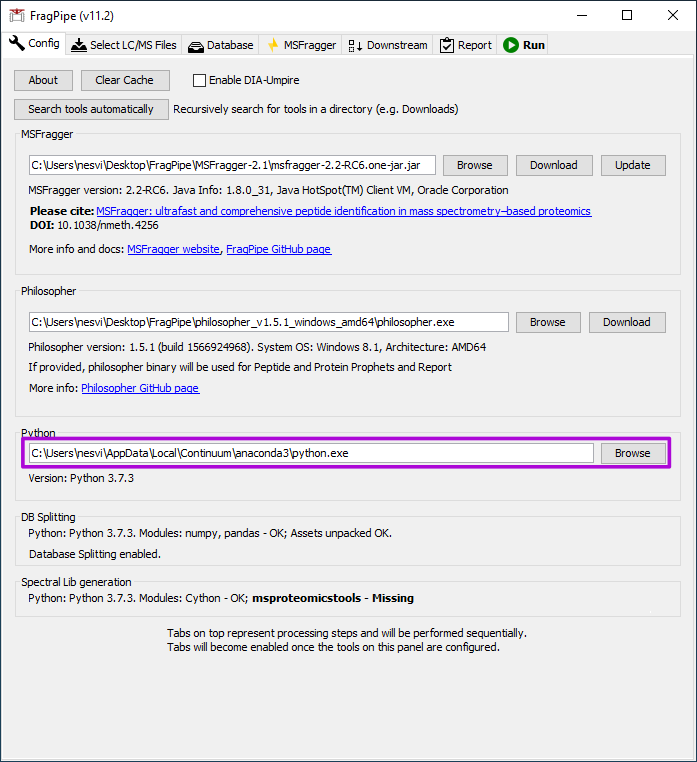 FragPipe (v11.2)
Config Select LC/MS Files Database MSFragger Downstream Report Run
About Clear Cache Enable DIA-Umpire
Search tools automatically Recursively search for tools in a directory (e.g. Downloads)
MSFragger
C:\Users\nesvi\Desktop\FragPipe\MSFragger-2.1\msfragger-2.2-RC6.one-jar.jar Browse Download Update
MSFragger version: 2.2-RC6. Java Info: 1.8.0_31, Java HotSpot(TM) Client VM, Oracle Corporation
Please cite: MSFragger: ultrafast and comprehensive peptide identification in mass spectrometry–based proteomics
DOI: 10.1038/nmeth.4256
More info and docs: MSFragger website, FragPipe GitHub page
Philosopher
C:\Users\nesvi\Desktop\FragPipe\philosopher_v1.5.1_windows_amd64\philosopher.exe Browse Download
Philosopher version: 1.5.1 (build 1566924968). System OS: Windows 8.1, Architecture: AMD64
If provided, philosopher binary will be used for Peptide and Protein Prophets and Report
More info: Philosopher GitHub page
Python
C:\Users\nesvi\AppData\Local\Continuum\anaconda3\python.exe Browse
Version: Python 3.7.3
DB Splitting
Python: Python 3.7.3. Modules: numpy, pandas - OK; Assets unpacked OK.
Database Splitting enabled.
Spectral Lib generation
Python: Python 3.7.3. Modules: Cython - OK; msproteomicstools - Missing
Tabs on top represent processing steps and will be performed sequentially.
Tabs will become enabled once the tools on this panel are configured.